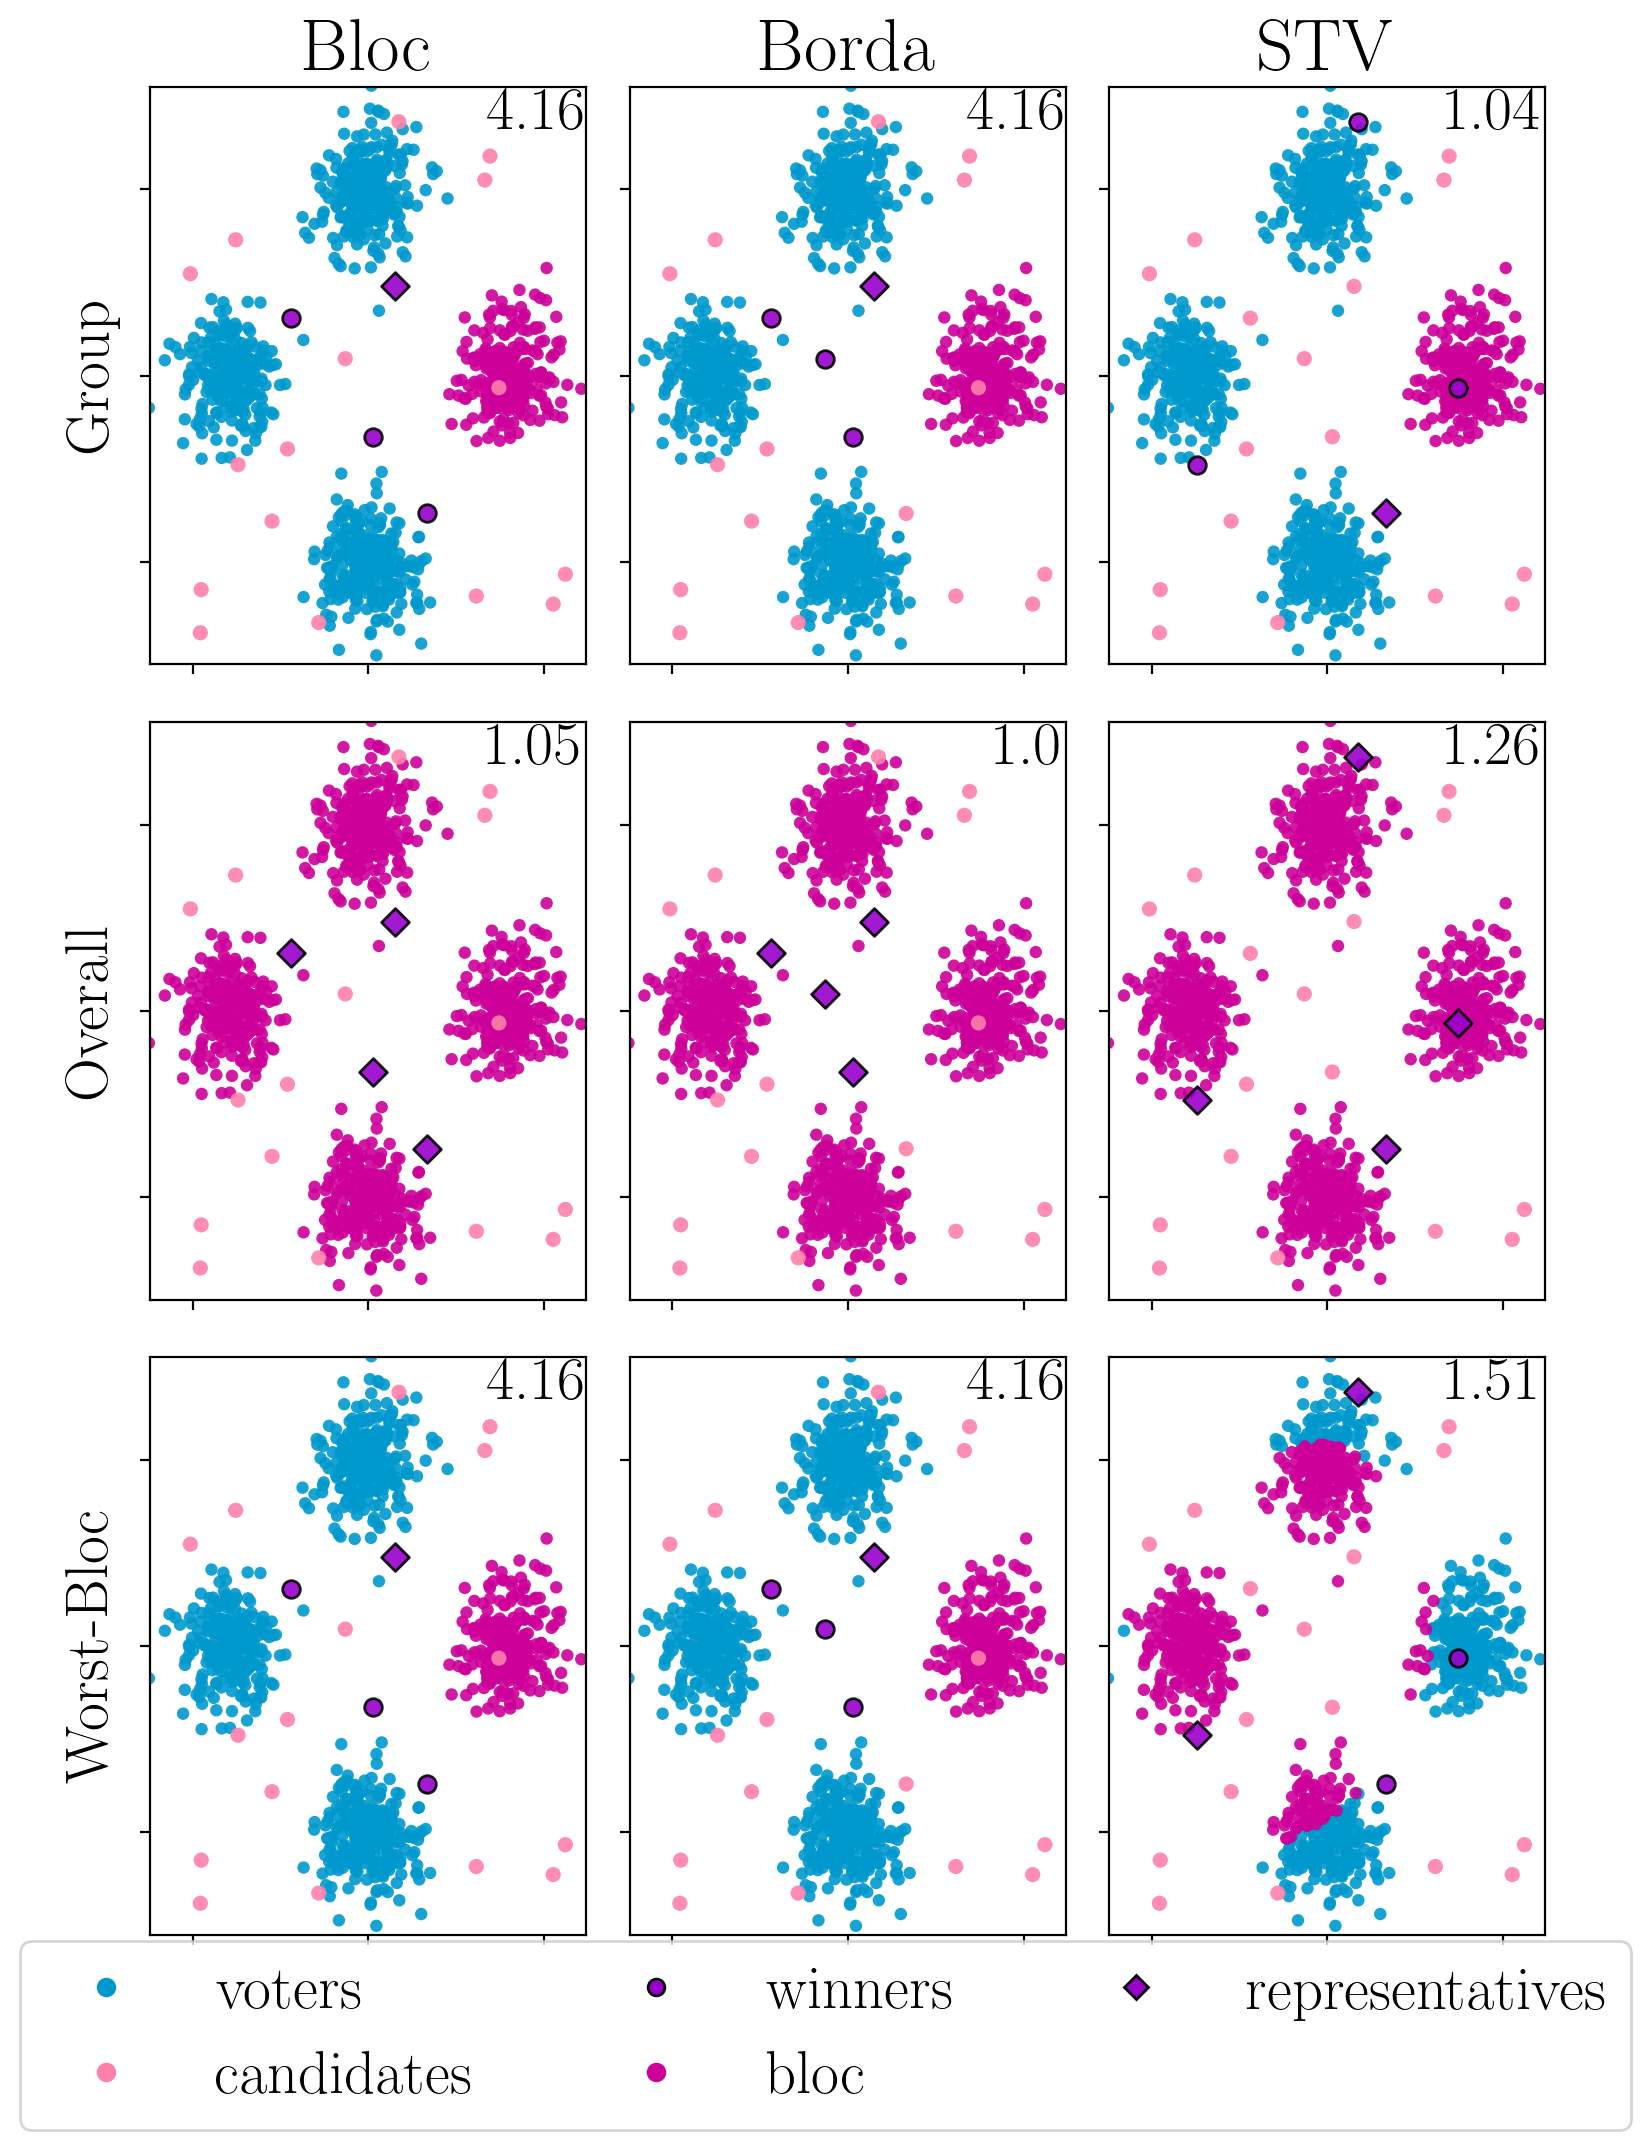 Bloc Borda STV
Group 4.16 4.16 1.04
Overall 1.05 1.0 1.26
Worst-Bloc 4.16 4.16 1.51
voters winners representatives
candidates bloc